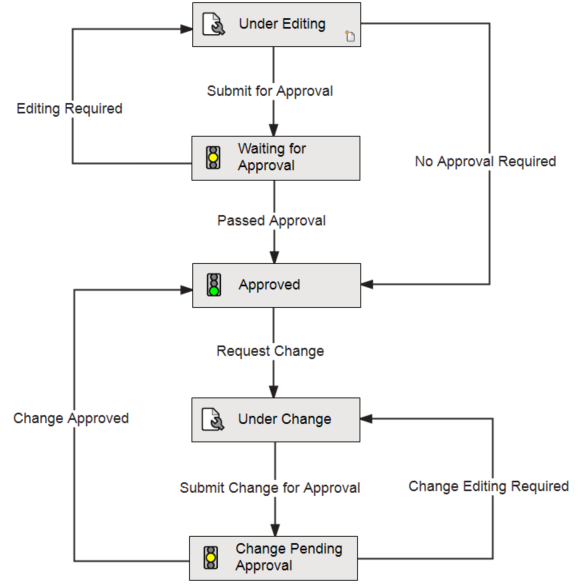 Under Editing
Submit for Approval
Editing Required
Waiting for
Approval
No Approval Required
Passed Approval
Approved
Request Change
Change Approved
Under Change
Submit Change for Approval
Change Editing Required
Change Pending
Approval